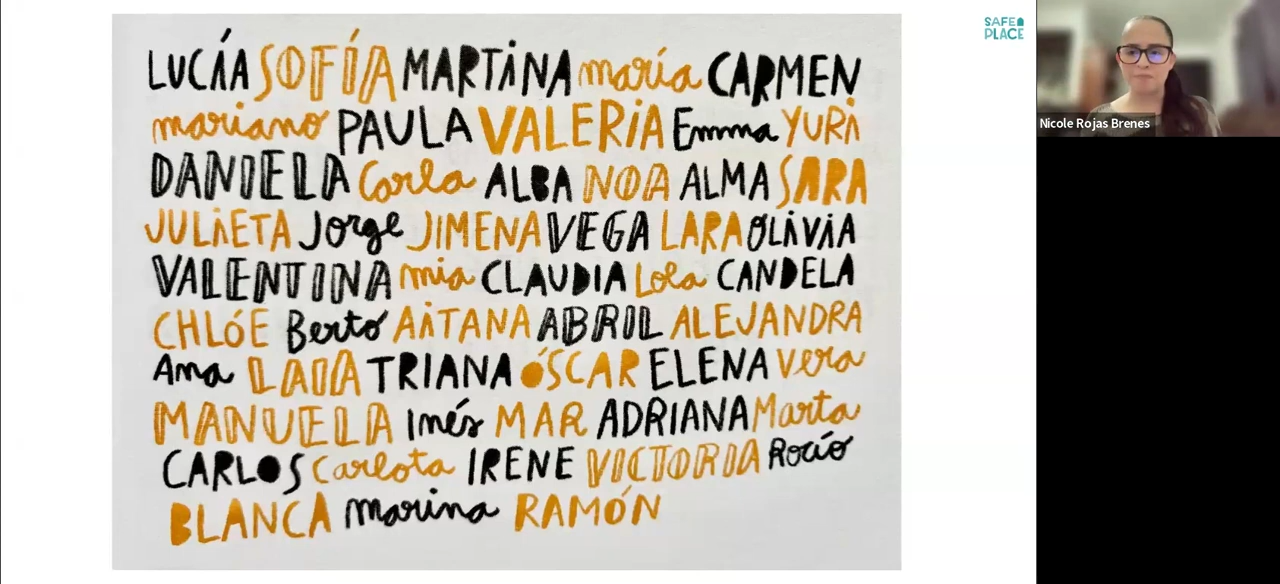 LUCÍA SOFÍA MARTINA maría CARMEN
mariano PAULA VALERIA Emma YURI
DANIELA Carla ALBA NOA ALMA SARA
JULIETA Jorge JIMENA VEGA LARA OLIVIA
VALENTINA mia CLAUDIA Lola CANDELA
CHLÓE Berto AITANA ABRIL ALEJANDRA
Ana LAIA TRIANA ÓSCAR ELENA Vera
MANUELA Inés MAR ADRIANA Marta
CARLOS Carlota IRENE VICTORIA Rocío
BLANCA marina RAMÓN
SAFE
PLACE
Nicole Rojas Brenes